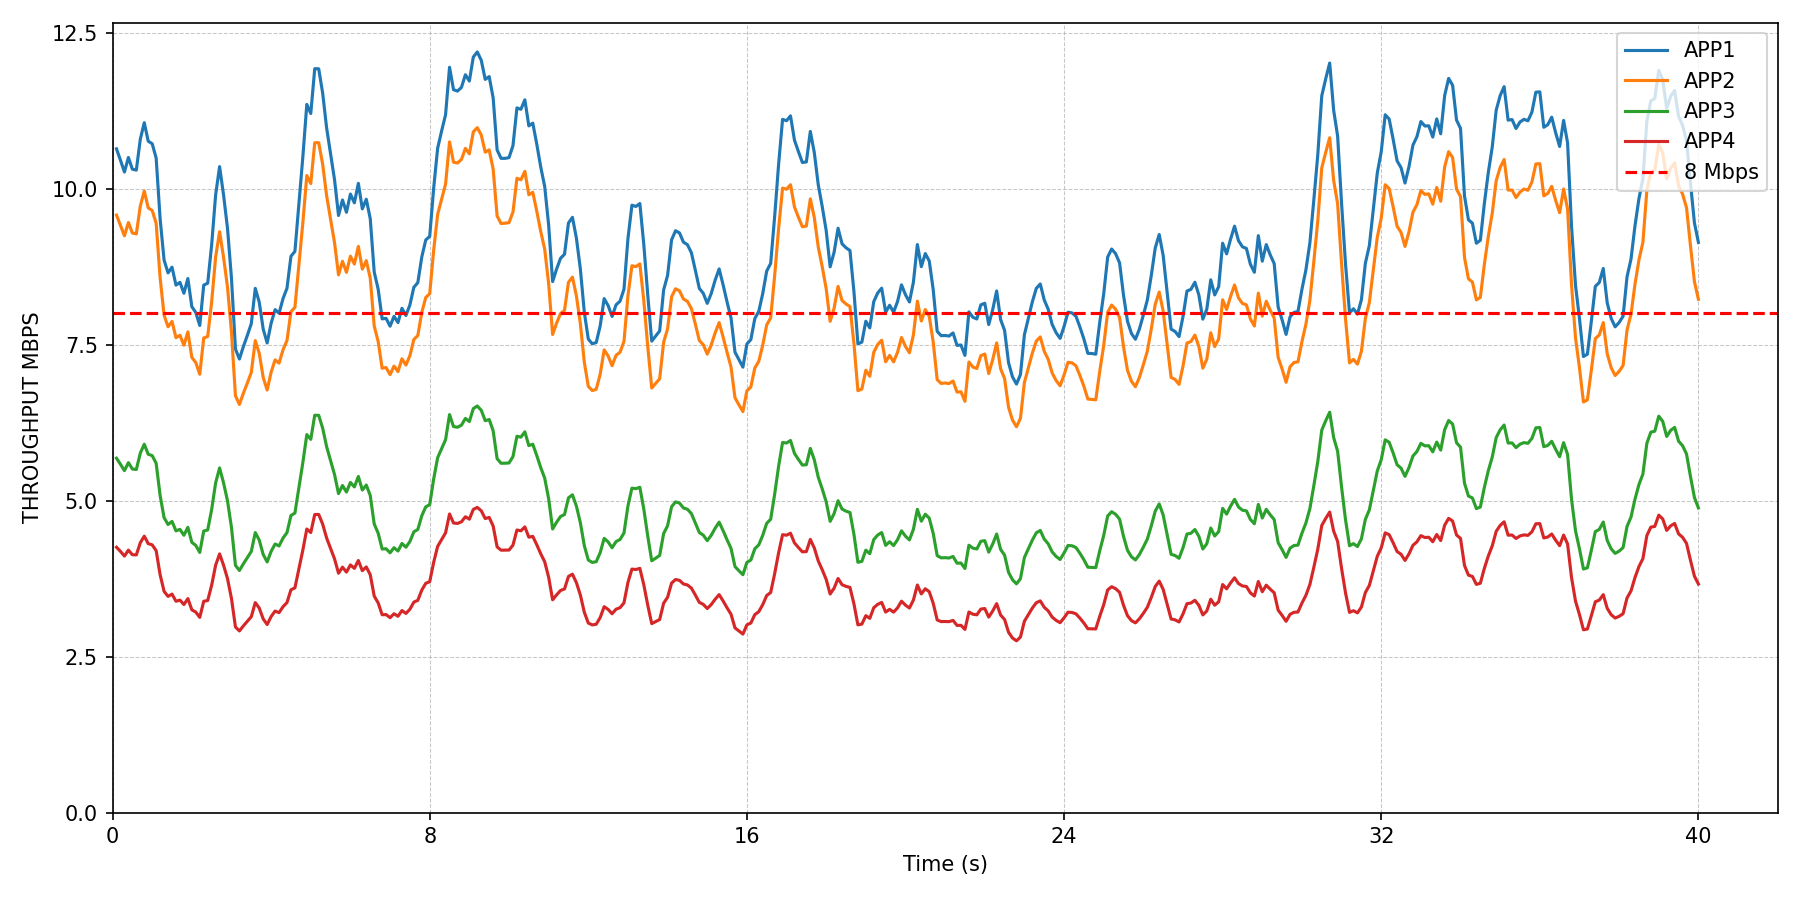 12.5
10.0
7.5
5.0
2.5
0.0
THROUGHPUT MBPS
0 8 16 24 32 40
Time (s)
APP1
APP2
APP3
APP4
8 Mbps